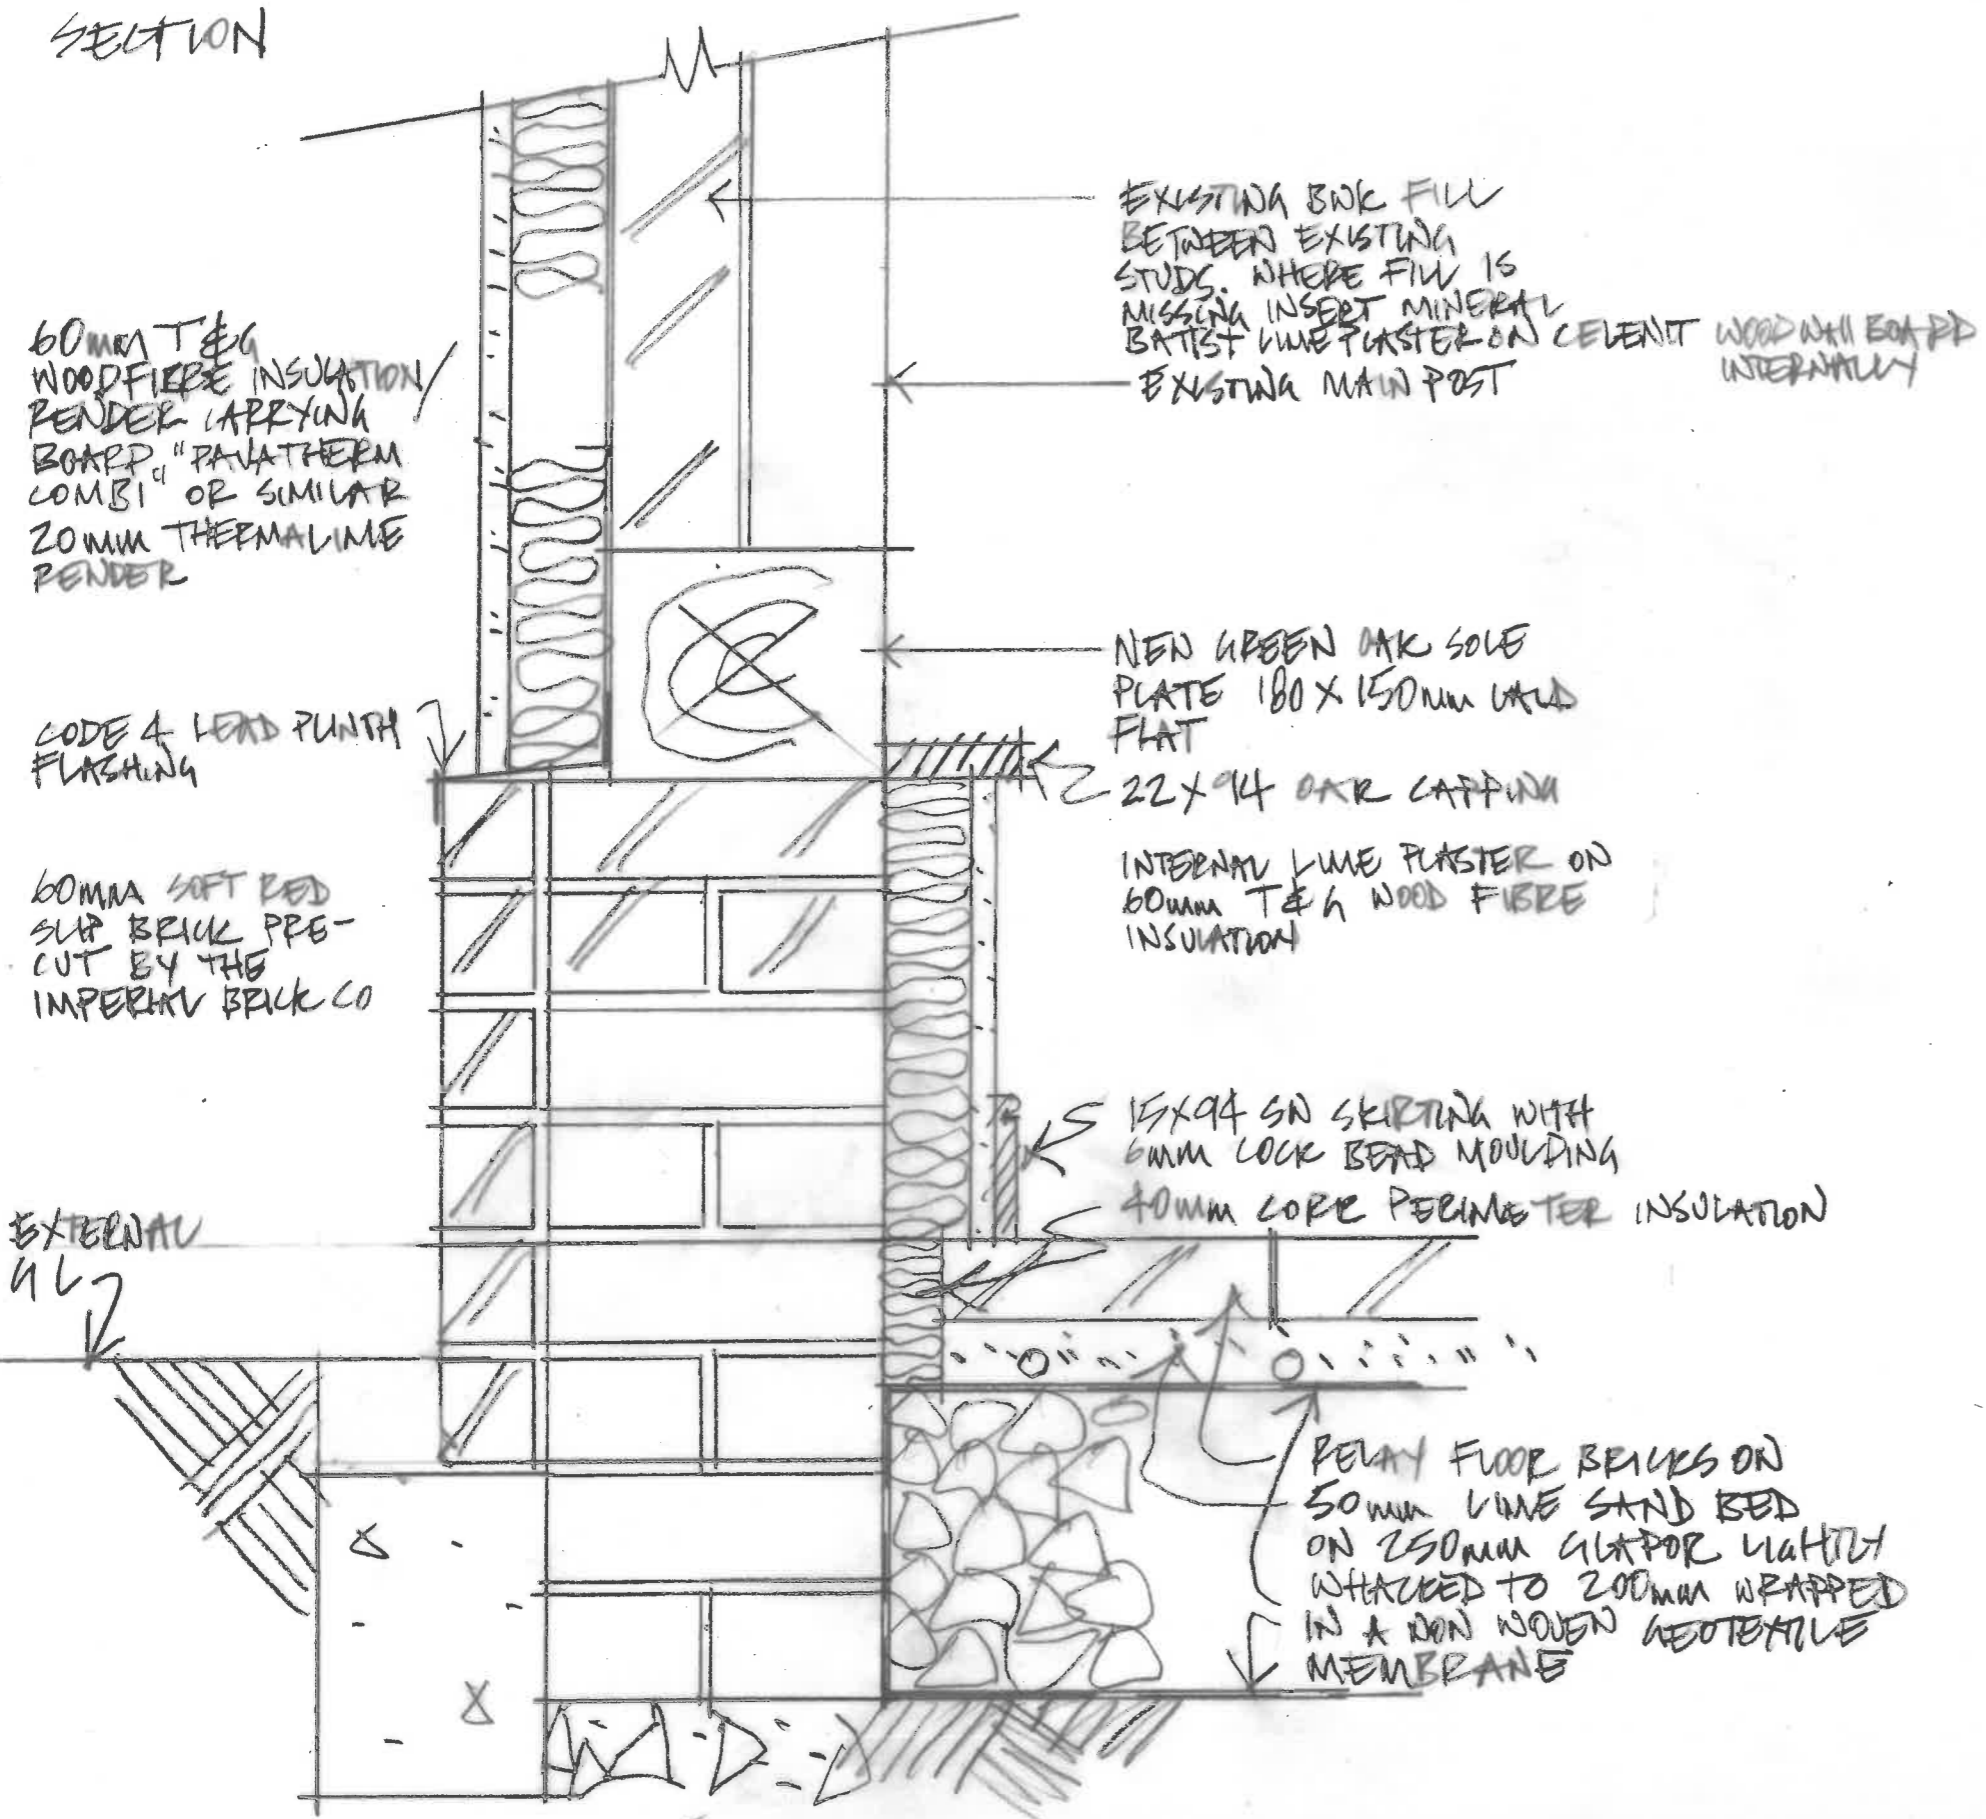 SECTION
EXISTING BRICK FILL
BETWEEN EXISTING
STUDS. WHERE FILL IS
MISSING INSERT MINERAL
BATTS + LIME PLASTER ON CELENIT WOOD WALL BOARD
INTERNALLY
EXISTING MAIN POST
60mm T&G
WOODFIBRE INSULATION/
RENDER CARRYING
BOARD, "PAVATHERM
COMBI" OR SIMILAR
20mm THERMALIME
RENDER
NEW GREEN OAK SOLE
PLATE 180 X 150mm LAID
FLAT
CODE 4 LEAD PLINTH
FLASHING
22 X 94 OAK CAPPING
INTERNAL LIME PLASTER ON
60mm T&G WOOD FIBRE
INSULATION
60mm SOFT RED
SLIP BRICK PRE-
CUT BY THE
IMPERIAL BRICK CO
15X94 SW SKIRTING WITH
6mm COCK BEAD MOULDING
40mm CORK PERIMETER INSULATION
EXTERNAL
GL
RELAY FLOOR BRICKS ON
50mm LIME SAND BED
ON 250mm GLAPOR LIGHTLY
WHACKED TO 200mm WRAPPED
IN A NON WOVEN GEOTEXTILE
MEMBRANE